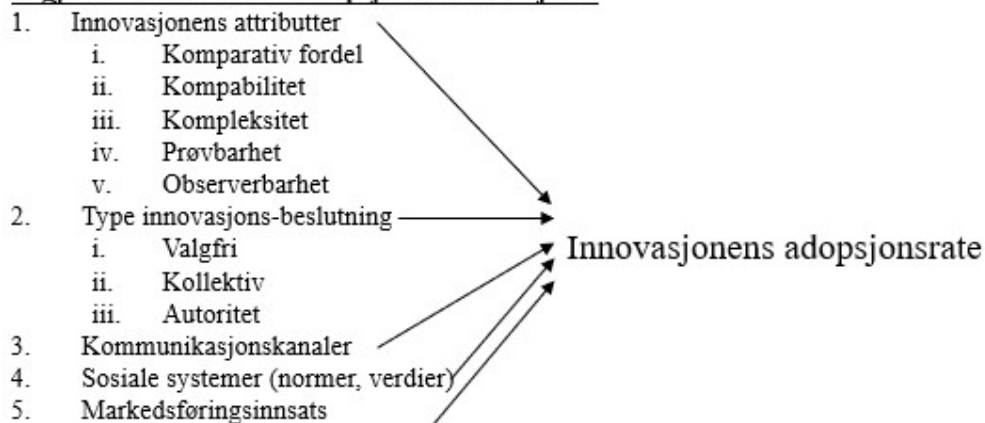 1. Innovasjonens attributter
i. Komparativ fordel
ii. Kompabilitet
iii. Kompleksitet
iv. Prøvbarhet
v. Observerbarhet
2. Type innovasjons-beslutning
i. Valgfri
ii. Kollektiv
iii. Autoritet
3. Kommunikasjonskanaler
4. Sosiale systemer (normer, verdier)
5. Markedsføringsinnsats
Innovasjonens adopsjonsrate